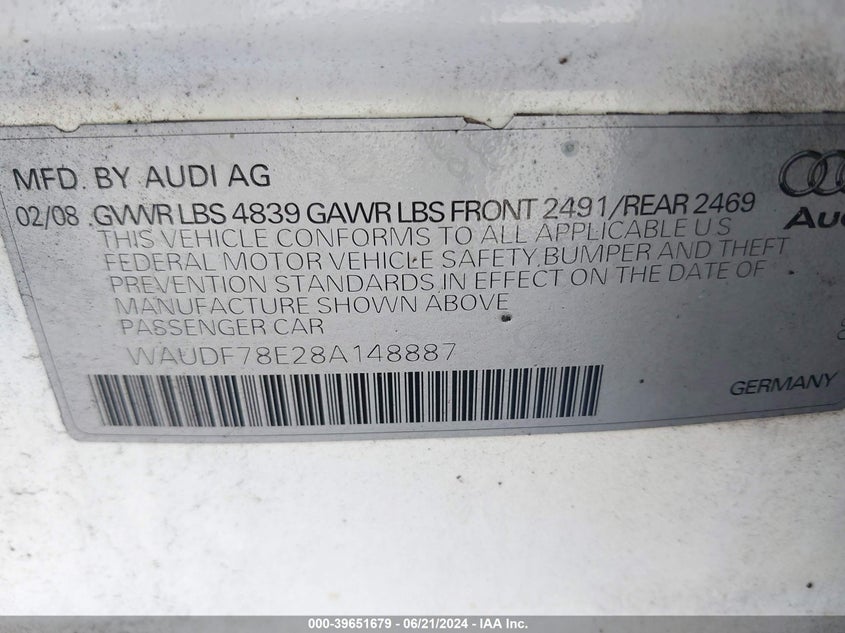 MFD. BY AUDI AG
02/08 GVWR LBS 4839 GAWR LBS FRONT 2491/REAR 2469
THIS VEHICLE CONFORMS TO ALL APPLICABLE U S
FEDERAL MOTOR VEHICLE SAFETY BUMPER AND THEFT
PREVENTION STANDARDS IN EFFECT ON THE DATE OF
MANUFACTURE SHOWN ABOVE
PASSENGER CAR
WAUDF78E28A148887
Aud
GERMANY
000-39651679 - 06/21/2024 - IAA Inc.